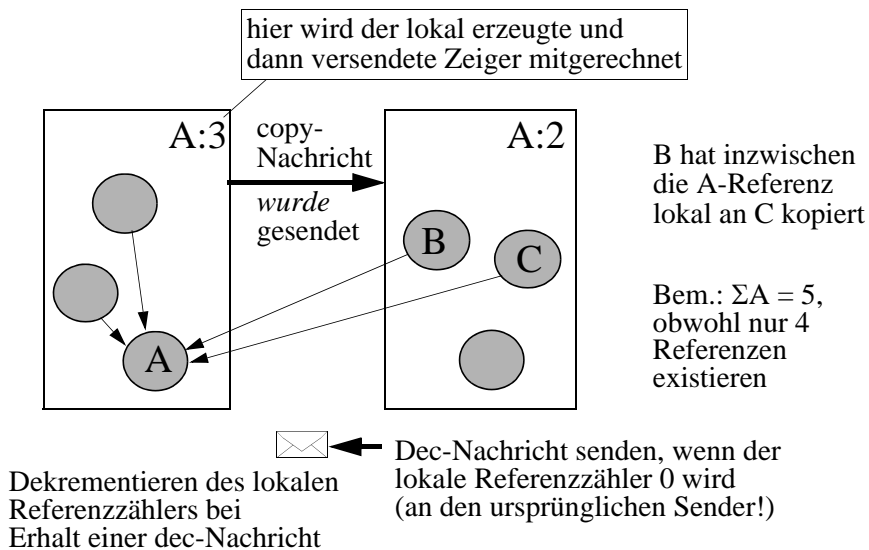 hier wird der lokal erzeugte und
dann versendete Zeiger mitgerechnet
A:3
copy-
Nachricht
wurde
gesendet
A:2
B hat inzwischen
die A-Referenz
lokal an C kopiert
B
C
A
Bem.: ΣA = 5,
obwohl nur 4
Referenzen
existieren
Dec-Nachricht senden, wenn der
lokale Referenzzähler 0 wird
(an den ursprünglichen Sender!)
Dekrementieren des lokalen
Referenzzählers bei
Erhalt einer dec-Nachricht